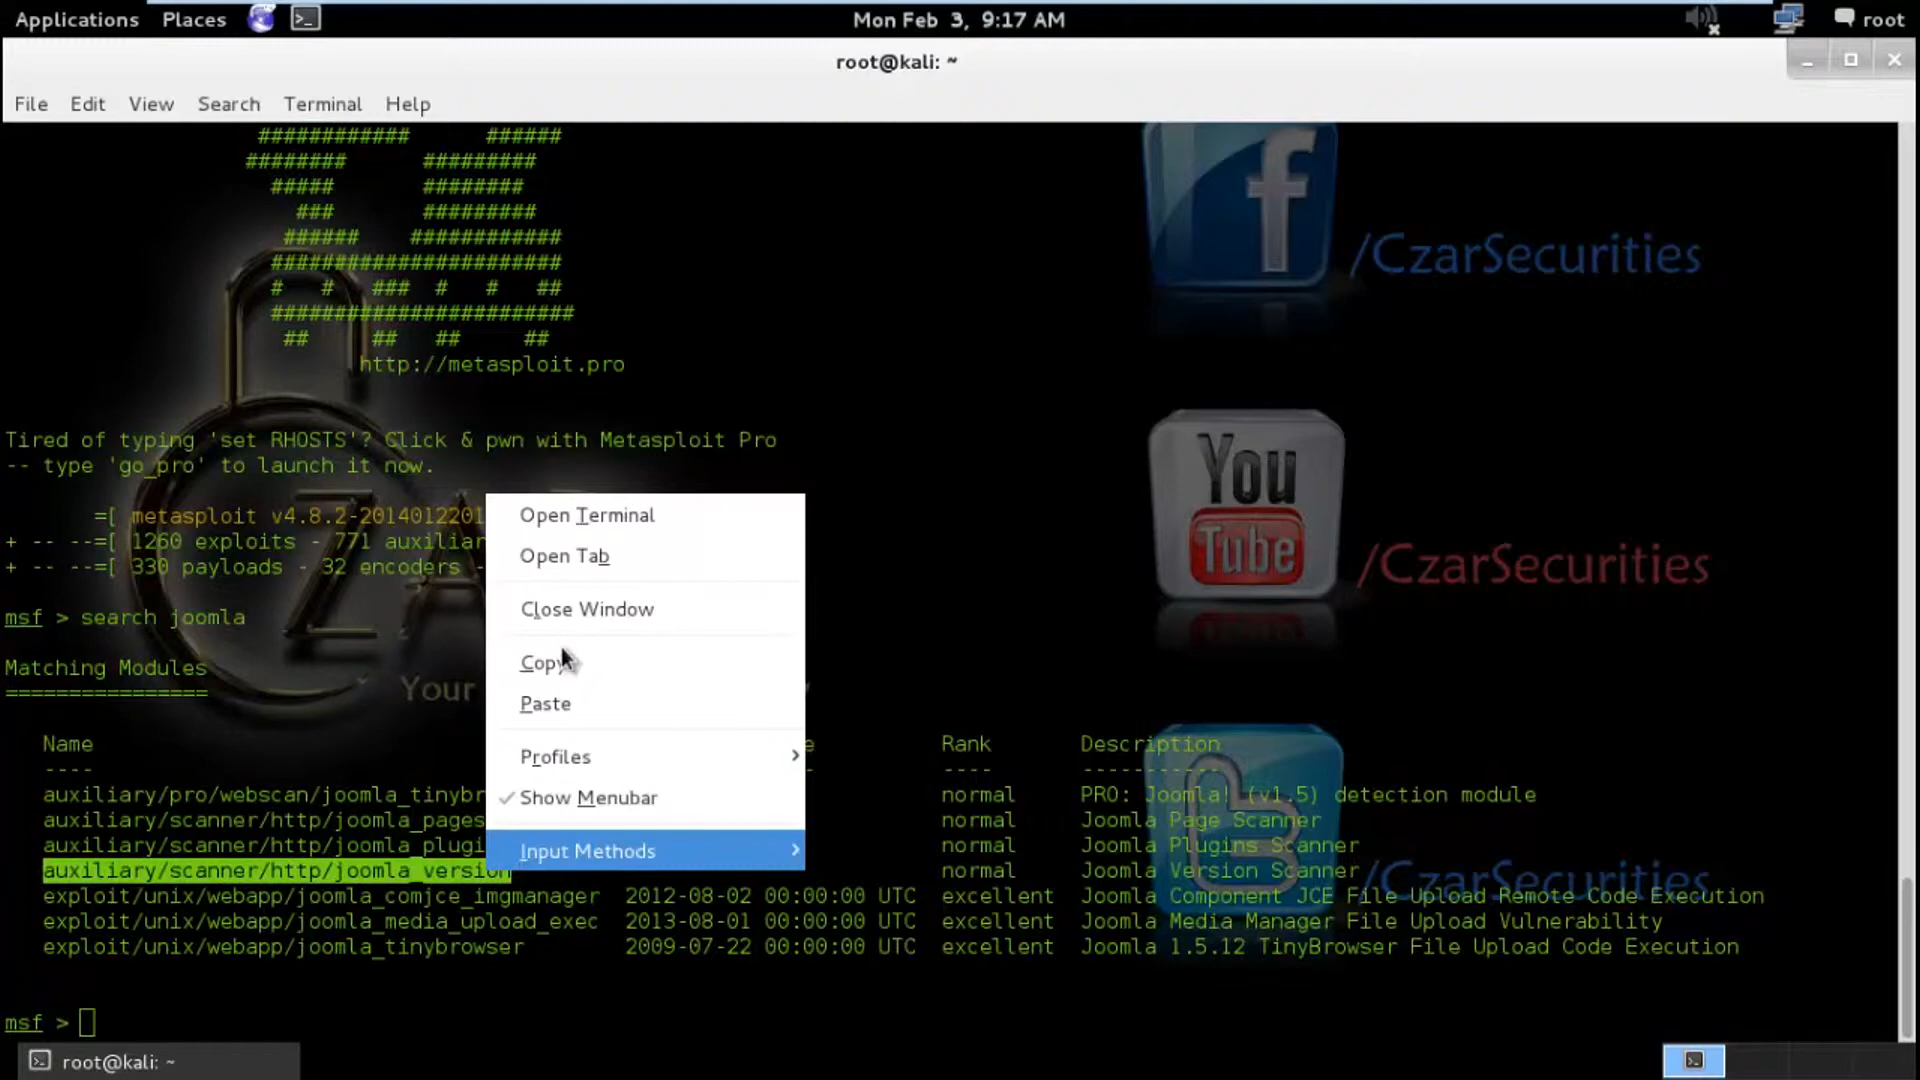 Applications Places Mon Feb 3, 9:17 AM root
root@kali: ~
File Edit View Search Terminal Help
############ ######
######## #########
##### ########
### #########
###### ############
#######################
# # ### # # ##
########################
## ## ## ##
http://metasploit.pro
f /CzarSecurities
Tired of typing 'set RHOSTS'? Click & pwn with Metasploit Pro
-- type 'go_pro' to launch it now.
You
Tube /CzarSecurities
=[ metasploit v4.8.2-201401220
+ -- --=[ 1260 exploits - 771 auxiliar
+ -- --=[ 330 payloads - 32 encoders -
msf > search joomla
Matching Modules
================
Your
Open Terminal
Open Tab
Close Window
Copy
Paste
Profiles
Show Menubar
Input Methods
Name Rank Description
---- ---- -----------
auxiliary/pro/webscan/joomla_tinybr normal PRO: Joomla! (v1.5) detection module
auxiliary/scanner/http/joomla_pages normal Joomla Page Scanner
auxiliary/scanner/http/joomla_plugi normal Joomla Plugins Scanner
auxiliary/scanner/http/joomla_version normal Joomla Version Scanner
/CzarSecurities
exploit/unix/webapp/joomla_comjce_imgmanager 2012-08-02 00:00:00 UTC excellent Joomla Component JCE File Upload Remote Code Execution
exploit/unix/webapp/joomla_media_upload_exec 2013-08-01 00:00:00 UTC excellent Joomla Media Manager File Upload Vulnerability
exploit/unix/webapp/joomla_tinybrowser 2009-07-22 00:00:00 UTC excellent Joomla 1.5.12 TinyBrowser File Upload Code Execution
msf >
root@kali: ~